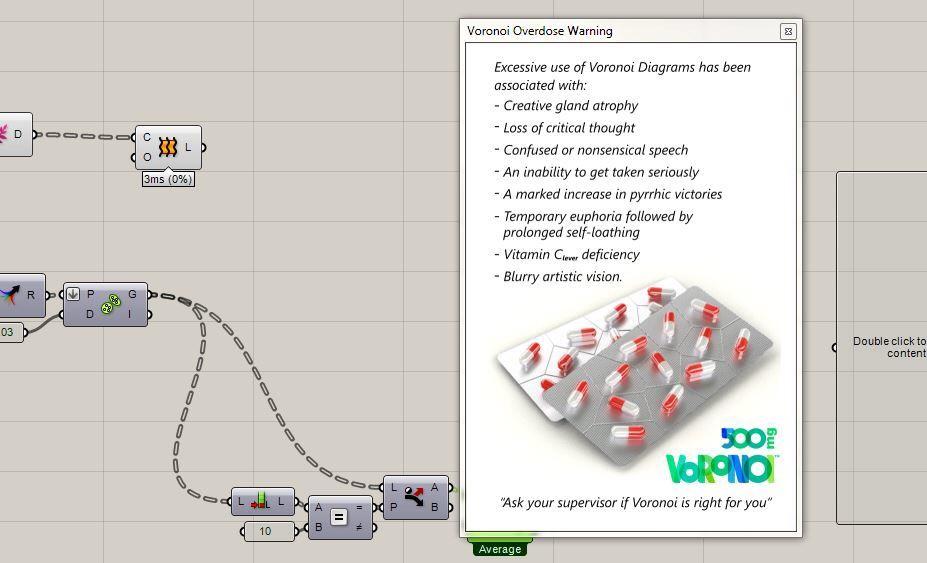 Voronoi Overdose Warning
Excessive use of Voronoi Diagrams has been
associated with:
- Creative gland atrophy
- Loss of critical thought
- Confused or nonsensical speech
- An inability to get taken seriously
- A marked increase in pyrrhic victories
- Temporary euphoria followed by
prolonged self-loathing
- Vitamin Clever deficiency
- Blurry artistic vision.
500mg
VORONOI™
"Ask your supervisor if Voronoi is right for you"
D
C
O
L
3ms (0%)
R
03
P
D
G
I
L
L
10
A
B
=
=
≠
L
P
A
B
Average
Double click to
content